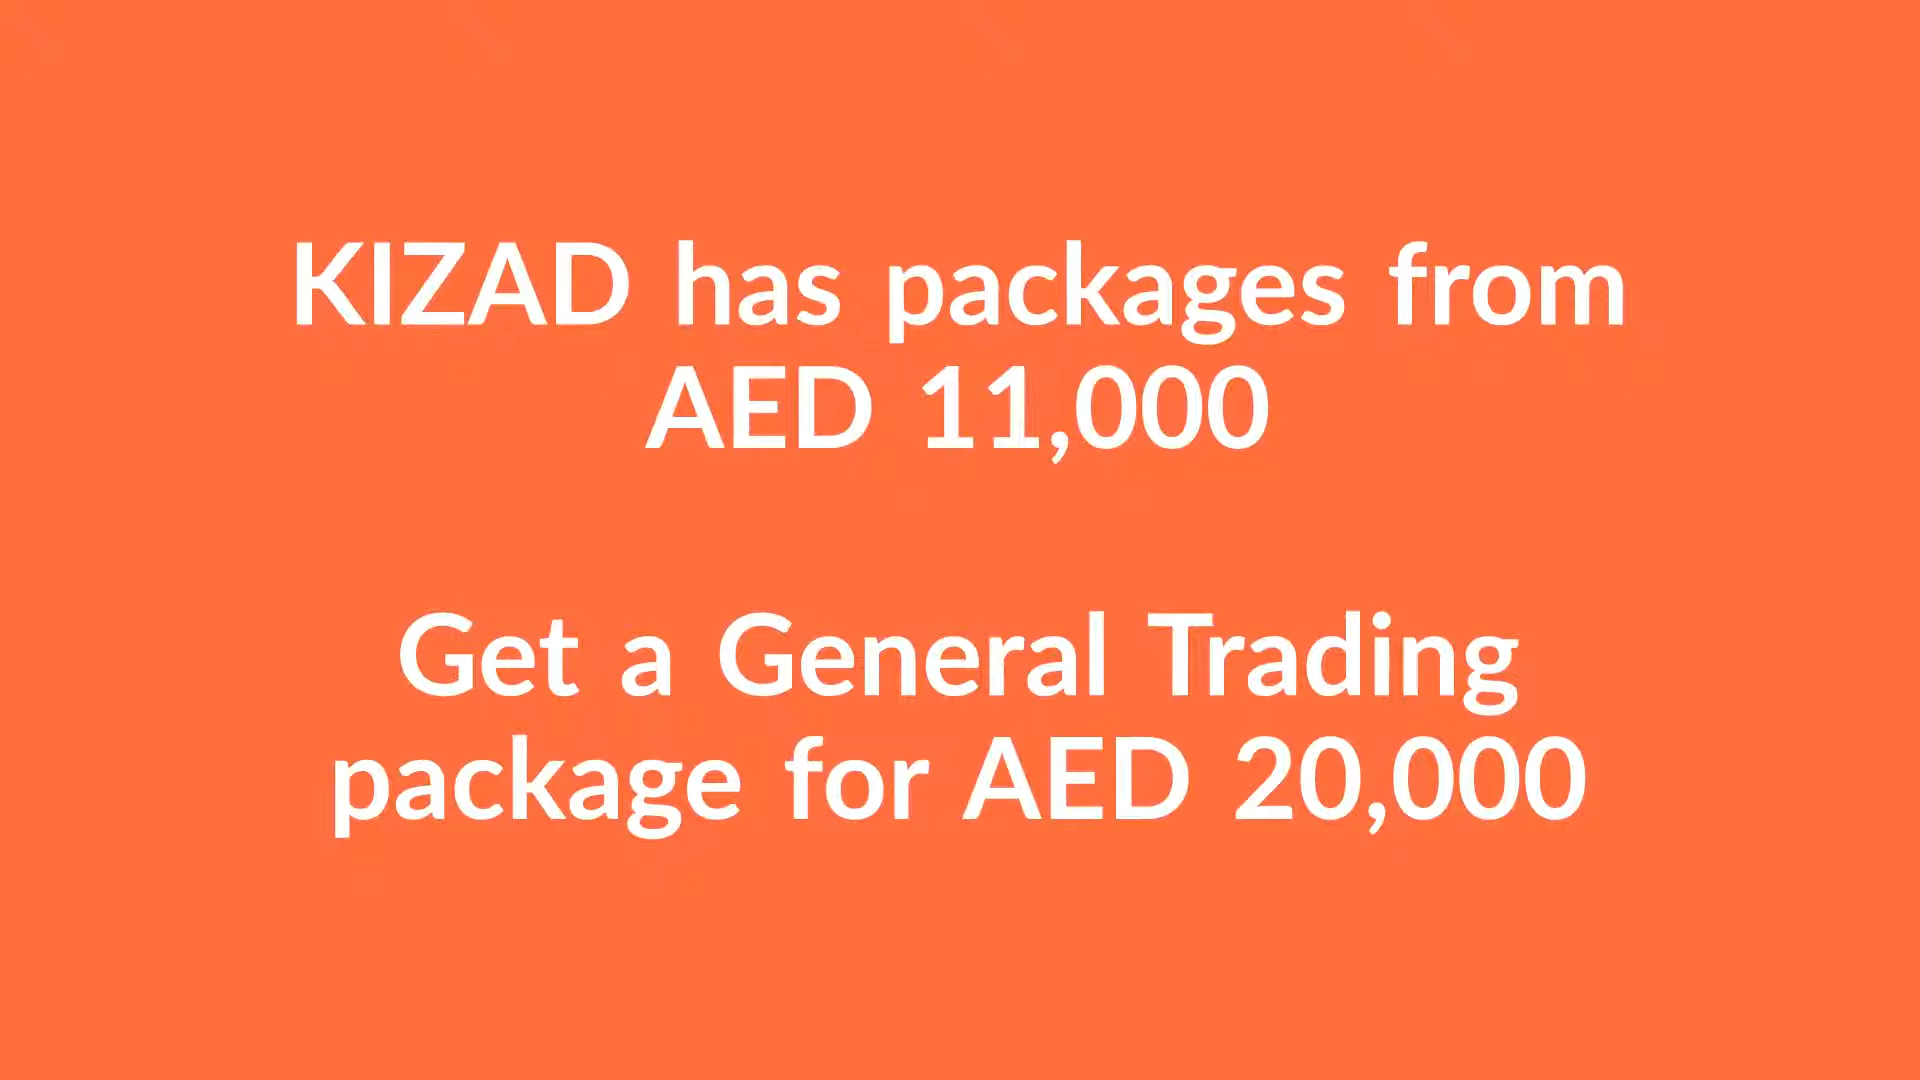 KIZAD has packages from
AED 11,000
Get a General Trading
package for AED 20,000